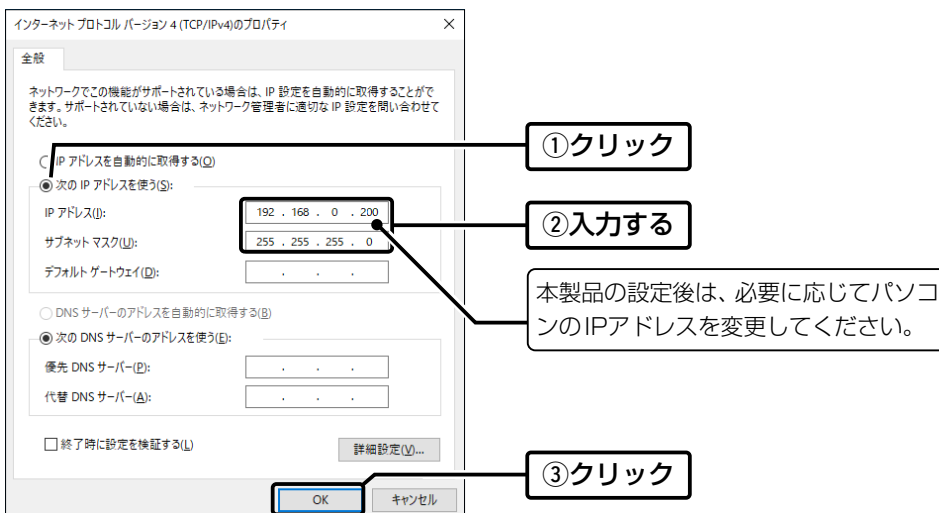 インターネット プロトコル バージョン 4 (TCP/IPv4)のプロパティ
全般
ネットワークでこの機能がサポートされている場合は、IP 設定を自動的に取得することがで
きます。サポートされていない場合は、ネットワーク管理者に適切な IP 設定を問い合わせて
ください。
IP アドレスを自動的に取得する(O)
①クリック
次の IP アドレスを使う(S):
IP アドレス(I): 192 . 168 . 0 . 200
②入力する
サブネット マスク(U): 255 . 255 . 255 . 0
デフォルト ゲートウェイ(D): . . .
本製品の設定後は、必要に応じてパソコ
ンのIPアドレスを変更してください。
DNS サーバーのアドレスを自動的に取得する(B)
次の DNS サーバーのアドレスを使う(E):
優先 DNS サーバー(P): . . .
代替 DNS サーバー(A): . . .
終了時に設定を検証する(L)
詳細設定(V)...
③クリック
OK
キャンセル